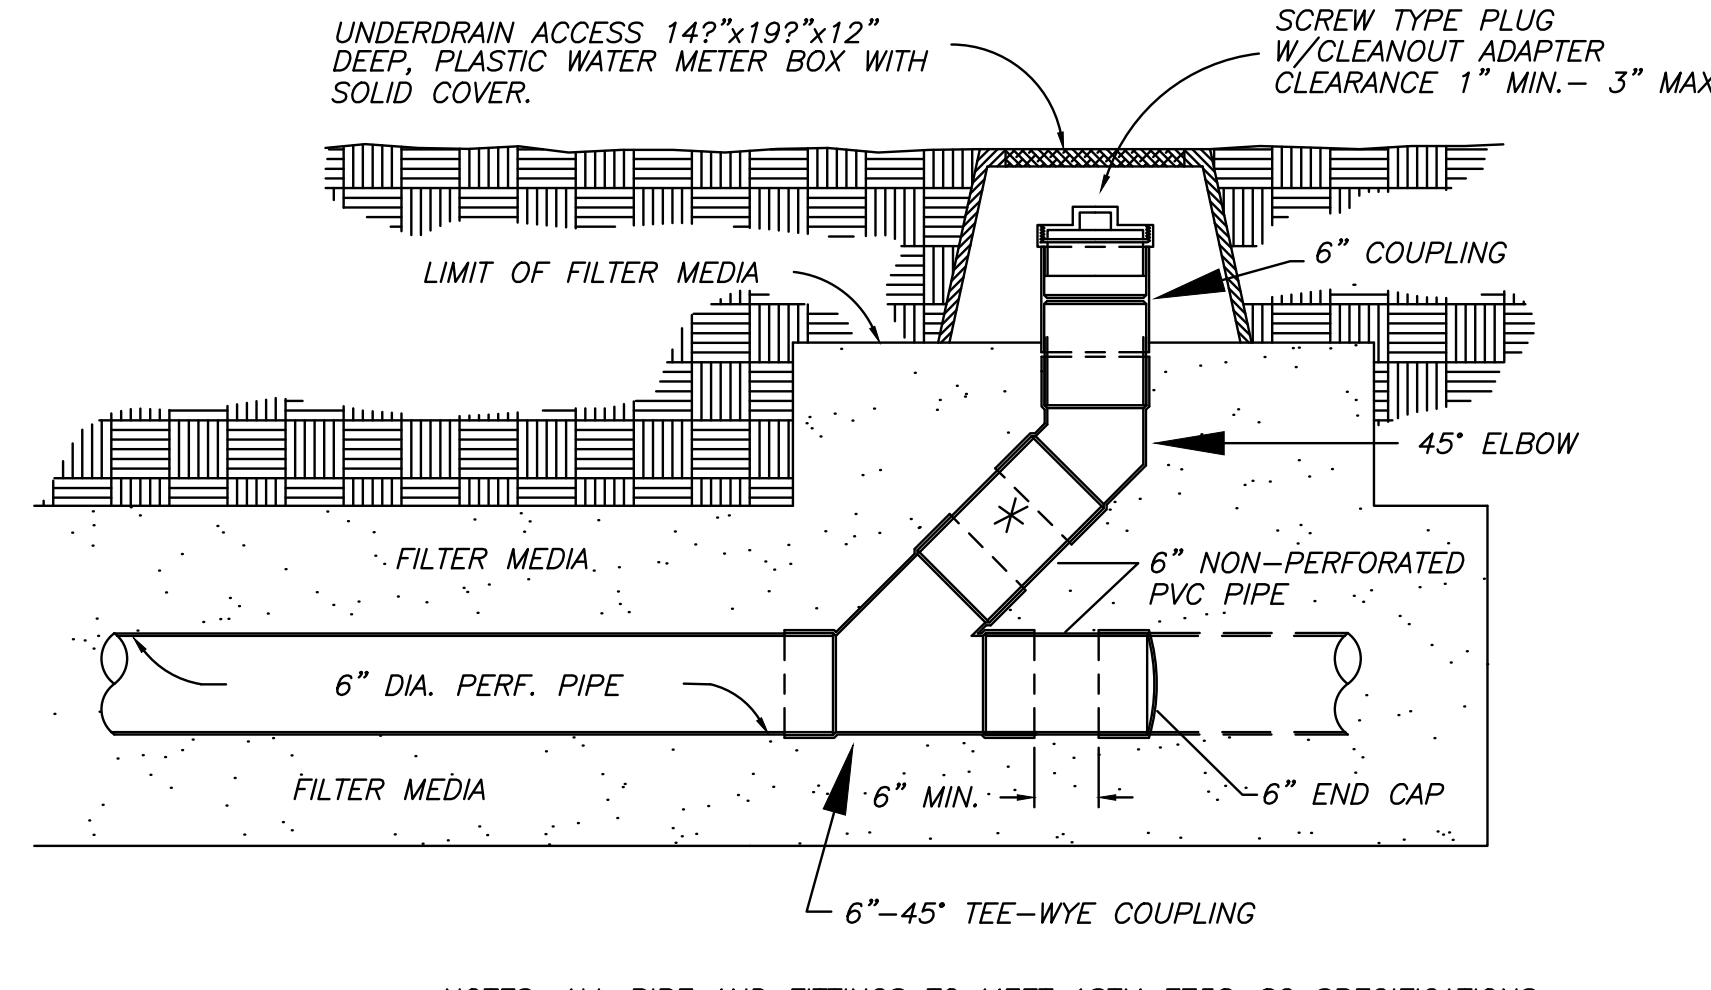 UNDERDRAIN ACCESS 14?"x19?"x12"
DEEP, PLASTIC WATER METER BOX WITH
SOLID COVER.
SCREW TYPE PLUG
W/CLEANOUT ADAPTER
CLEARANCE 1" MIN.- 3" MAX
6" COUPLING
LIMIT OF FILTER MEDIA
45° ELBOW
FILTER MEDIA
6" NON-PERFORATED
PVC PIPE
6" DIA. PERF. PIPE
FILTER MEDIA
6" MIN.
6" END CAP
6"-45° TEE-WYE COUPLING